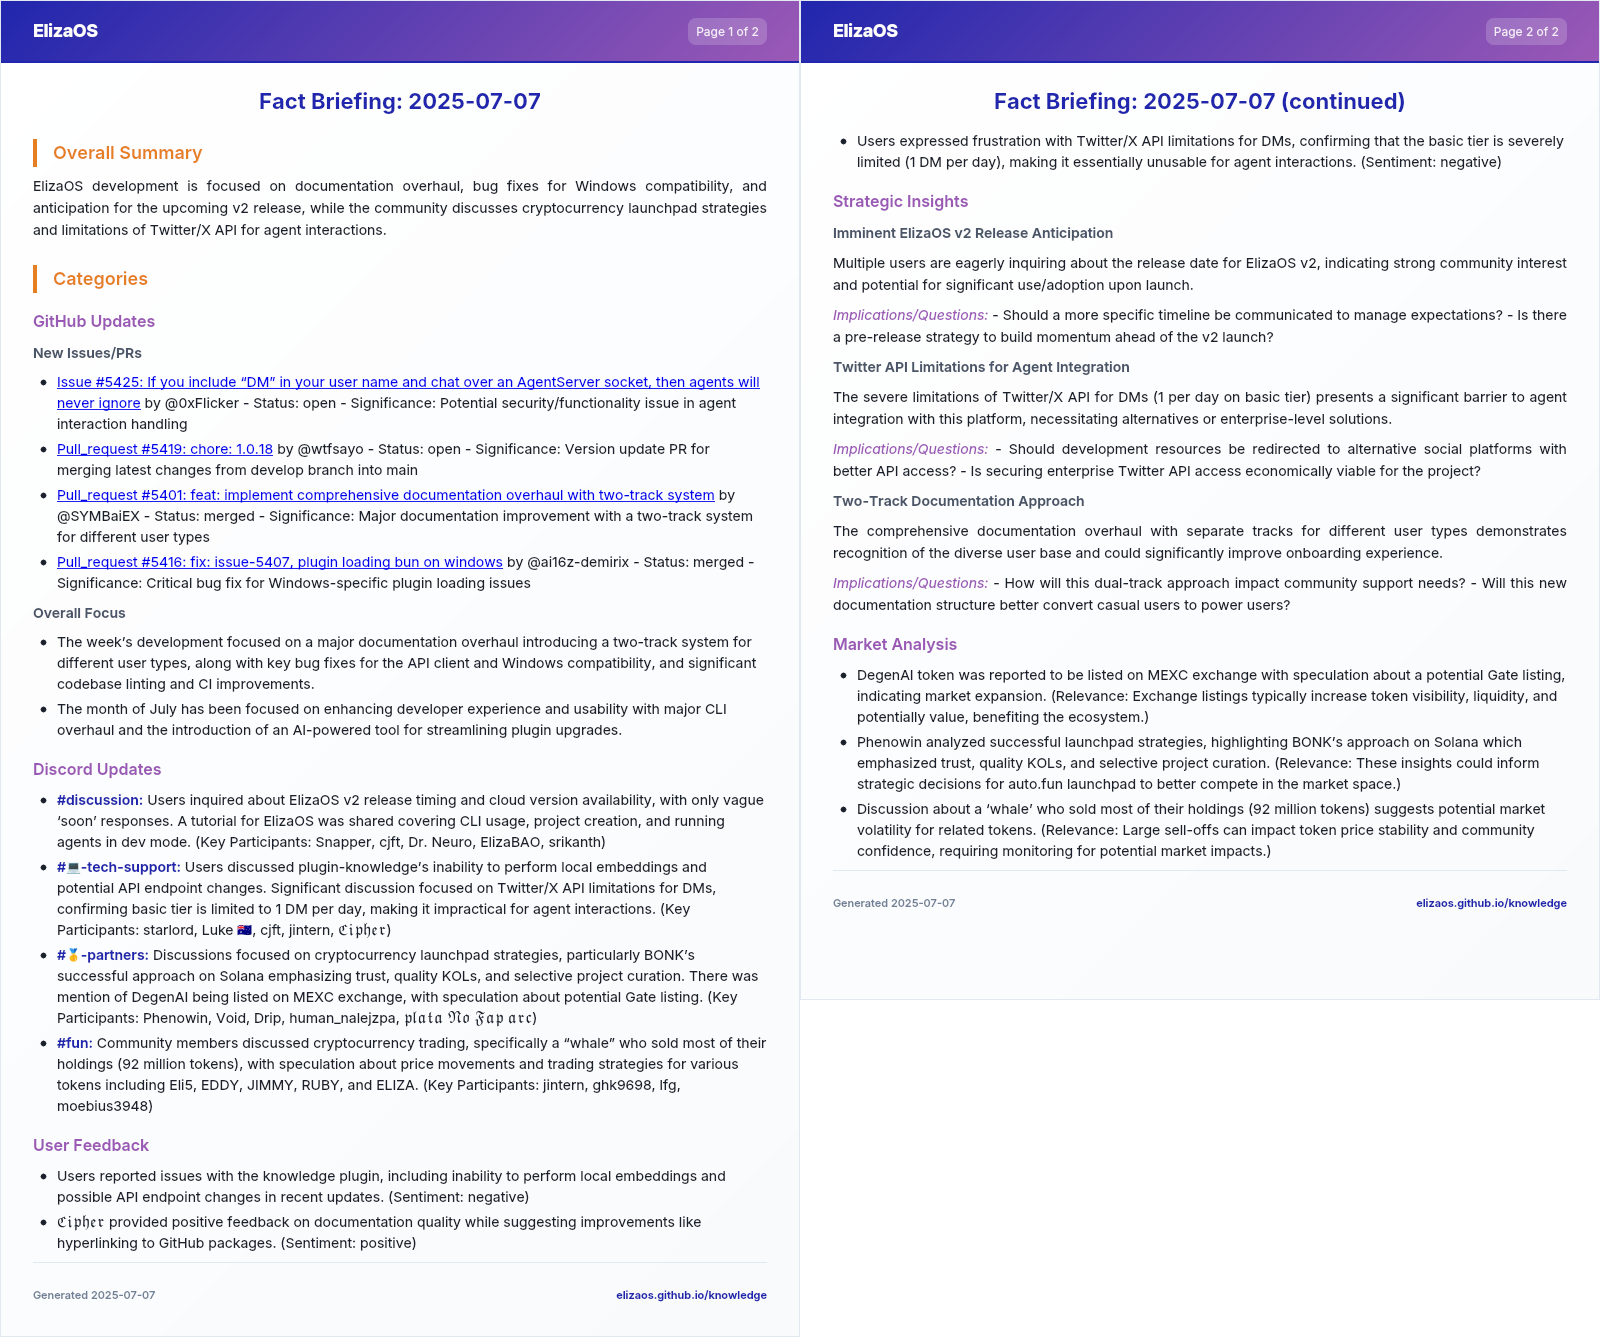 ElizaOS
Page 1 of 2
Fact Briefing: 2025-07-07
Overall Summary
ElizaOS development is focused on documentation overhaul, bug fixes for Windows compatibility, and
anticipation for the upcoming v2 release, while the community discusses cryptocurrency launchpad strategies
and limitations of Twitter/X API for agent interactions.
Categories
GitHub Updates
New Issues/PRs
• Issue #5425: If you include “DM” in your user name and chat over an AgentServer socket, then agents will
never ignore by @0xFlicker - Status: open - Significance: Potential security/functionality issue in agent
interaction handling
• Pull_request #5419: chore: 1.0.18 by @wtfsayo - Status: open - Significance: Version update PR for
merging latest changes from develop branch into main
• Pull_request #5401: feat: implement comprehensive documentation overhaul with two-track system by
@SYMBaiEX - Status: merged - Significance: Major documentation improvement with a two-track system
for different user types
• Pull_request #5416: fix: issue-5407, plugin loading bun on windows by @ai16z-demirix - Status: merged -
Significance: Critical bug fix for Windows-specific plugin loading issues
Overall Focus
• The week’s development focused on a major documentation overhaul introducing a two-track system for
different user types, along with key bug fixes for the API client and Windows compatibility, and significant
codebase linting and CI improvements.
• The month of July has been focused on enhancing developer experience and usability with major CLI
overhaul and the introduction of an AI-powered tool for streamlining plugin upgrades.
Discord Updates
• #discussion: Users inquired about ElizaOS v2 release timing and cloud version availability, with only vague
‘soon’ responses. A tutorial for ElizaOS was shared covering CLI usage, project creation, and running
agents in dev mode. (Key Participants: Snapper, cjft, Dr. Neuro, ElizaBAO, srikanth)
• #💻-tech-support: Users discussed plugin-knowledge’s inability to perform local embeddings and
potential API endpoint changes. Significant discussion focused on Twitter/X API limitations for DMs,
confirming basic tier is limited to 1 DM per day, making it impractical for agent interactions. (Key
Participants: starlord, Luke 🇦🇺, cjft, jintern, ℭ𝔦𝔭𝔥𝔢𝔯)
• #🥇-partners: Discussions focused on cryptocurrency launchpad strategies, particularly BONK’s
successful approach on Solana emphasizing trust, quality KOLs, and selective project curation. There was
mention of DegenAI being listed on MEXC exchange, with speculation about potential Gate listing. (Key
Participants: Phenowin, Void, Drip, human_nalejzpa, 𝔭𝔩𝔞𝔱𝔞 𝔑𝔬 𝔉𝔞𝔭 𝔞𝔯𝔠)
• #fun: Community members discussed cryptocurrency trading, specifically a “whale” who sold most of their
holdings (92 million tokens), with speculation about price movements and trading strategies for various
tokens including Eli5, EDDY, JIMMY, RUBY, and ELIZA. (Key Participants: jintern, ghk9698, lfg,
moebius3948)
User Feedback
• Users reported issues with the knowledge plugin, including inability to perform local embeddings and
possible API endpoint changes in recent updates. (Sentiment: negative)
• ℭ𝔦𝔭𝔥𝔢𝔯 provided positive feedback on documentation quality while suggesting improvements like
hyperlinking to GitHub packages. (Sentiment: positive)
Generated 2025-07-07
elizaos.github.io/knowledge
ElizaOS
Page 2 of 2
Fact Briefing: 2025-07-07 (continued)
• Users expressed frustration with Twitter/X API limitations for DMs, confirming that the basic tier is severely
limited (1 DM per day), making it essentially unusable for agent interactions. (Sentiment: negative)
Strategic Insights
Imminent ElizaOS v2 Release Anticipation
Multiple users are eagerly inquiring about the release date for ElizaOS v2, indicating strong community interest
and potential for significant use/adoption upon launch.
Implications/Questions: - Should a more specific timeline be communicated to manage expectations? - Is there
a pre-release strategy to build momentum ahead of the v2 launch?
Twitter API Limitations for Agent Integration
The severe limitations of Twitter/X API for DMs (1 per day on basic tier) presents a significant barrier to agent
integration with this platform, necessitating alternatives or enterprise-level solutions.
Implications/Questions: - Should development resources be redirected to alternative social platforms with
better API access? - Is securing enterprise Twitter API access economically viable for the project?
Two-Track Documentation Approach
The comprehensive documentation overhaul with separate tracks for different user types demonstrates
recognition of the diverse user base and could significantly improve onboarding experience.
Implications/Questions: - How will this dual-track approach impact community support needs? - Will this new
documentation structure better convert casual users to power users?
Market Analysis
• DegenAI token was reported to be listed on MEXC exchange with speculation about a potential Gate listing,
indicating market expansion. (Relevance: Exchange listings typically increase token visibility, liquidity, and
potentially value, benefiting the ecosystem.)
• Phenowin analyzed successful launchpad strategies, highlighting BONK’s approach on Solana which
emphasized trust, quality KOLs, and selective project curation. (Relevance: These insights could inform
strategic decisions for auto.fun launchpad to better compete in the market space.)
• Discussion about a ‘whale’ who sold most of their holdings (92 million tokens) suggests potential market
volatility for related tokens. (Relevance: Large sell-offs can impact token price stability and community
confidence, requiring monitoring for potential market impacts.)
Generated 2025-07-07
elizaos.github.io/knowledge